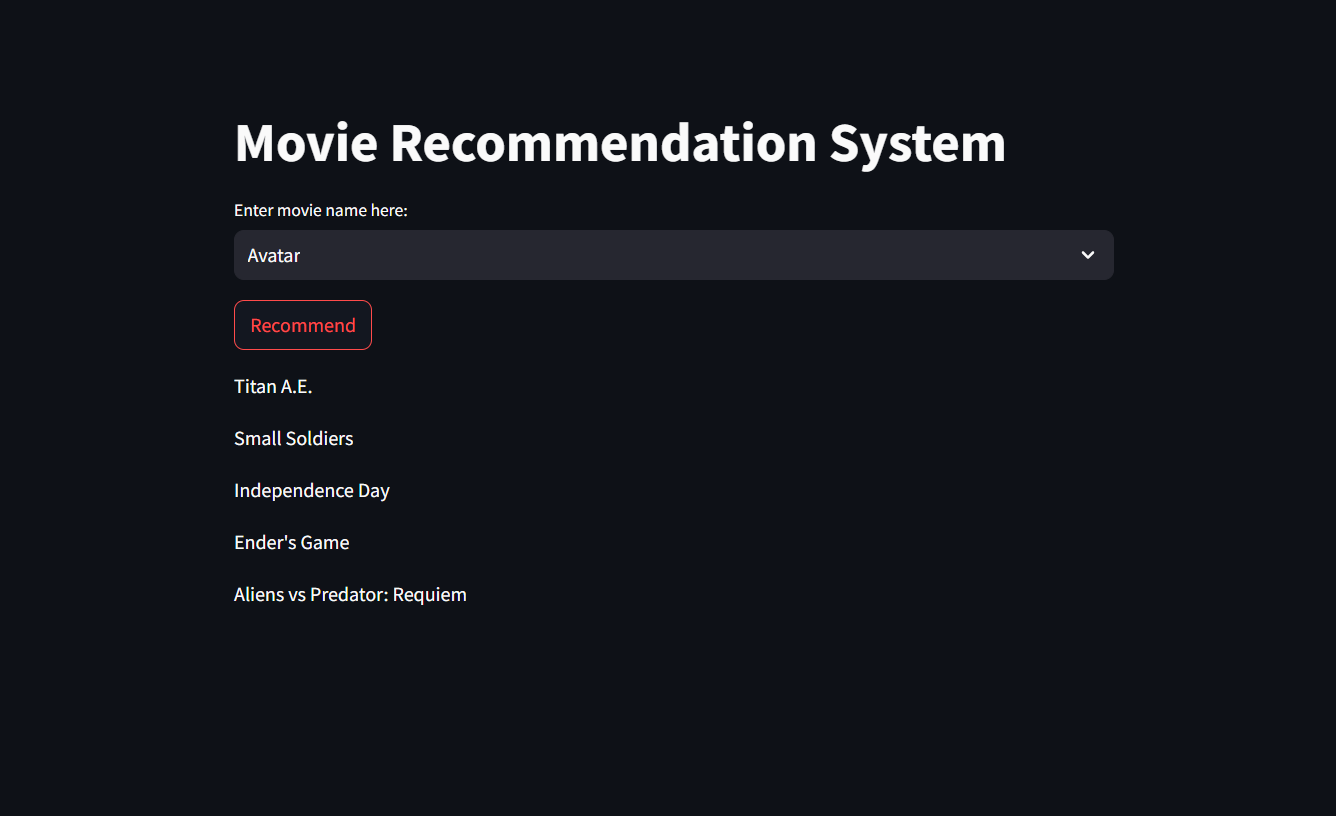 Movie Recommendation System
Enter movie name here:
Avatar
Recommend
Titan A.E.
Small Soldiers
Independence Day
Ender's Game
Aliens vs Predator: Requiem